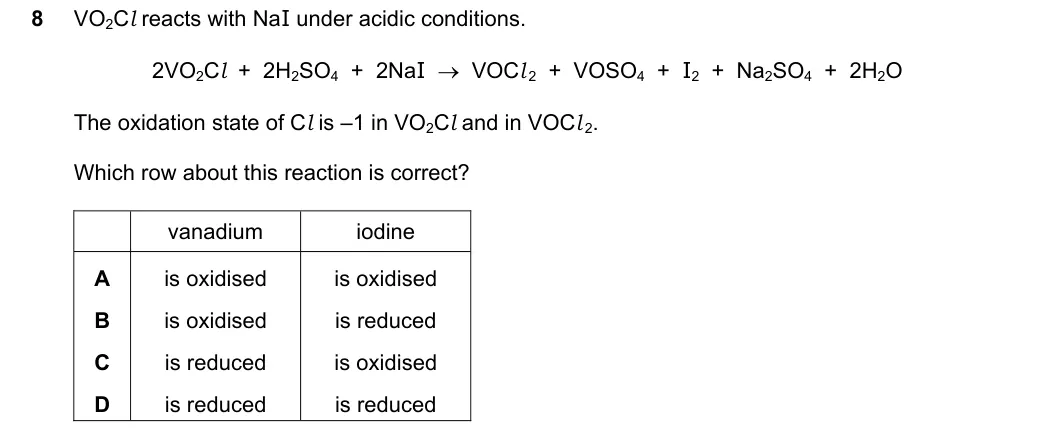 8 VO₂Cl reacts with NaI under acidic conditions.
2VO₂Cl + 2H₂SO₄ + 2NaI → VOCl₂ + VOSO₄ + I₂ + Na₂SO₄ + 2H₂O
The oxidation state of Cl is –1 in VO₂Cl and in VOCl₂.
Which row about this reaction is correct?
vanadium iodine
A is oxidised is oxidised
B is oxidised is reduced
C is reduced is oxidised
D is reduced is reduced